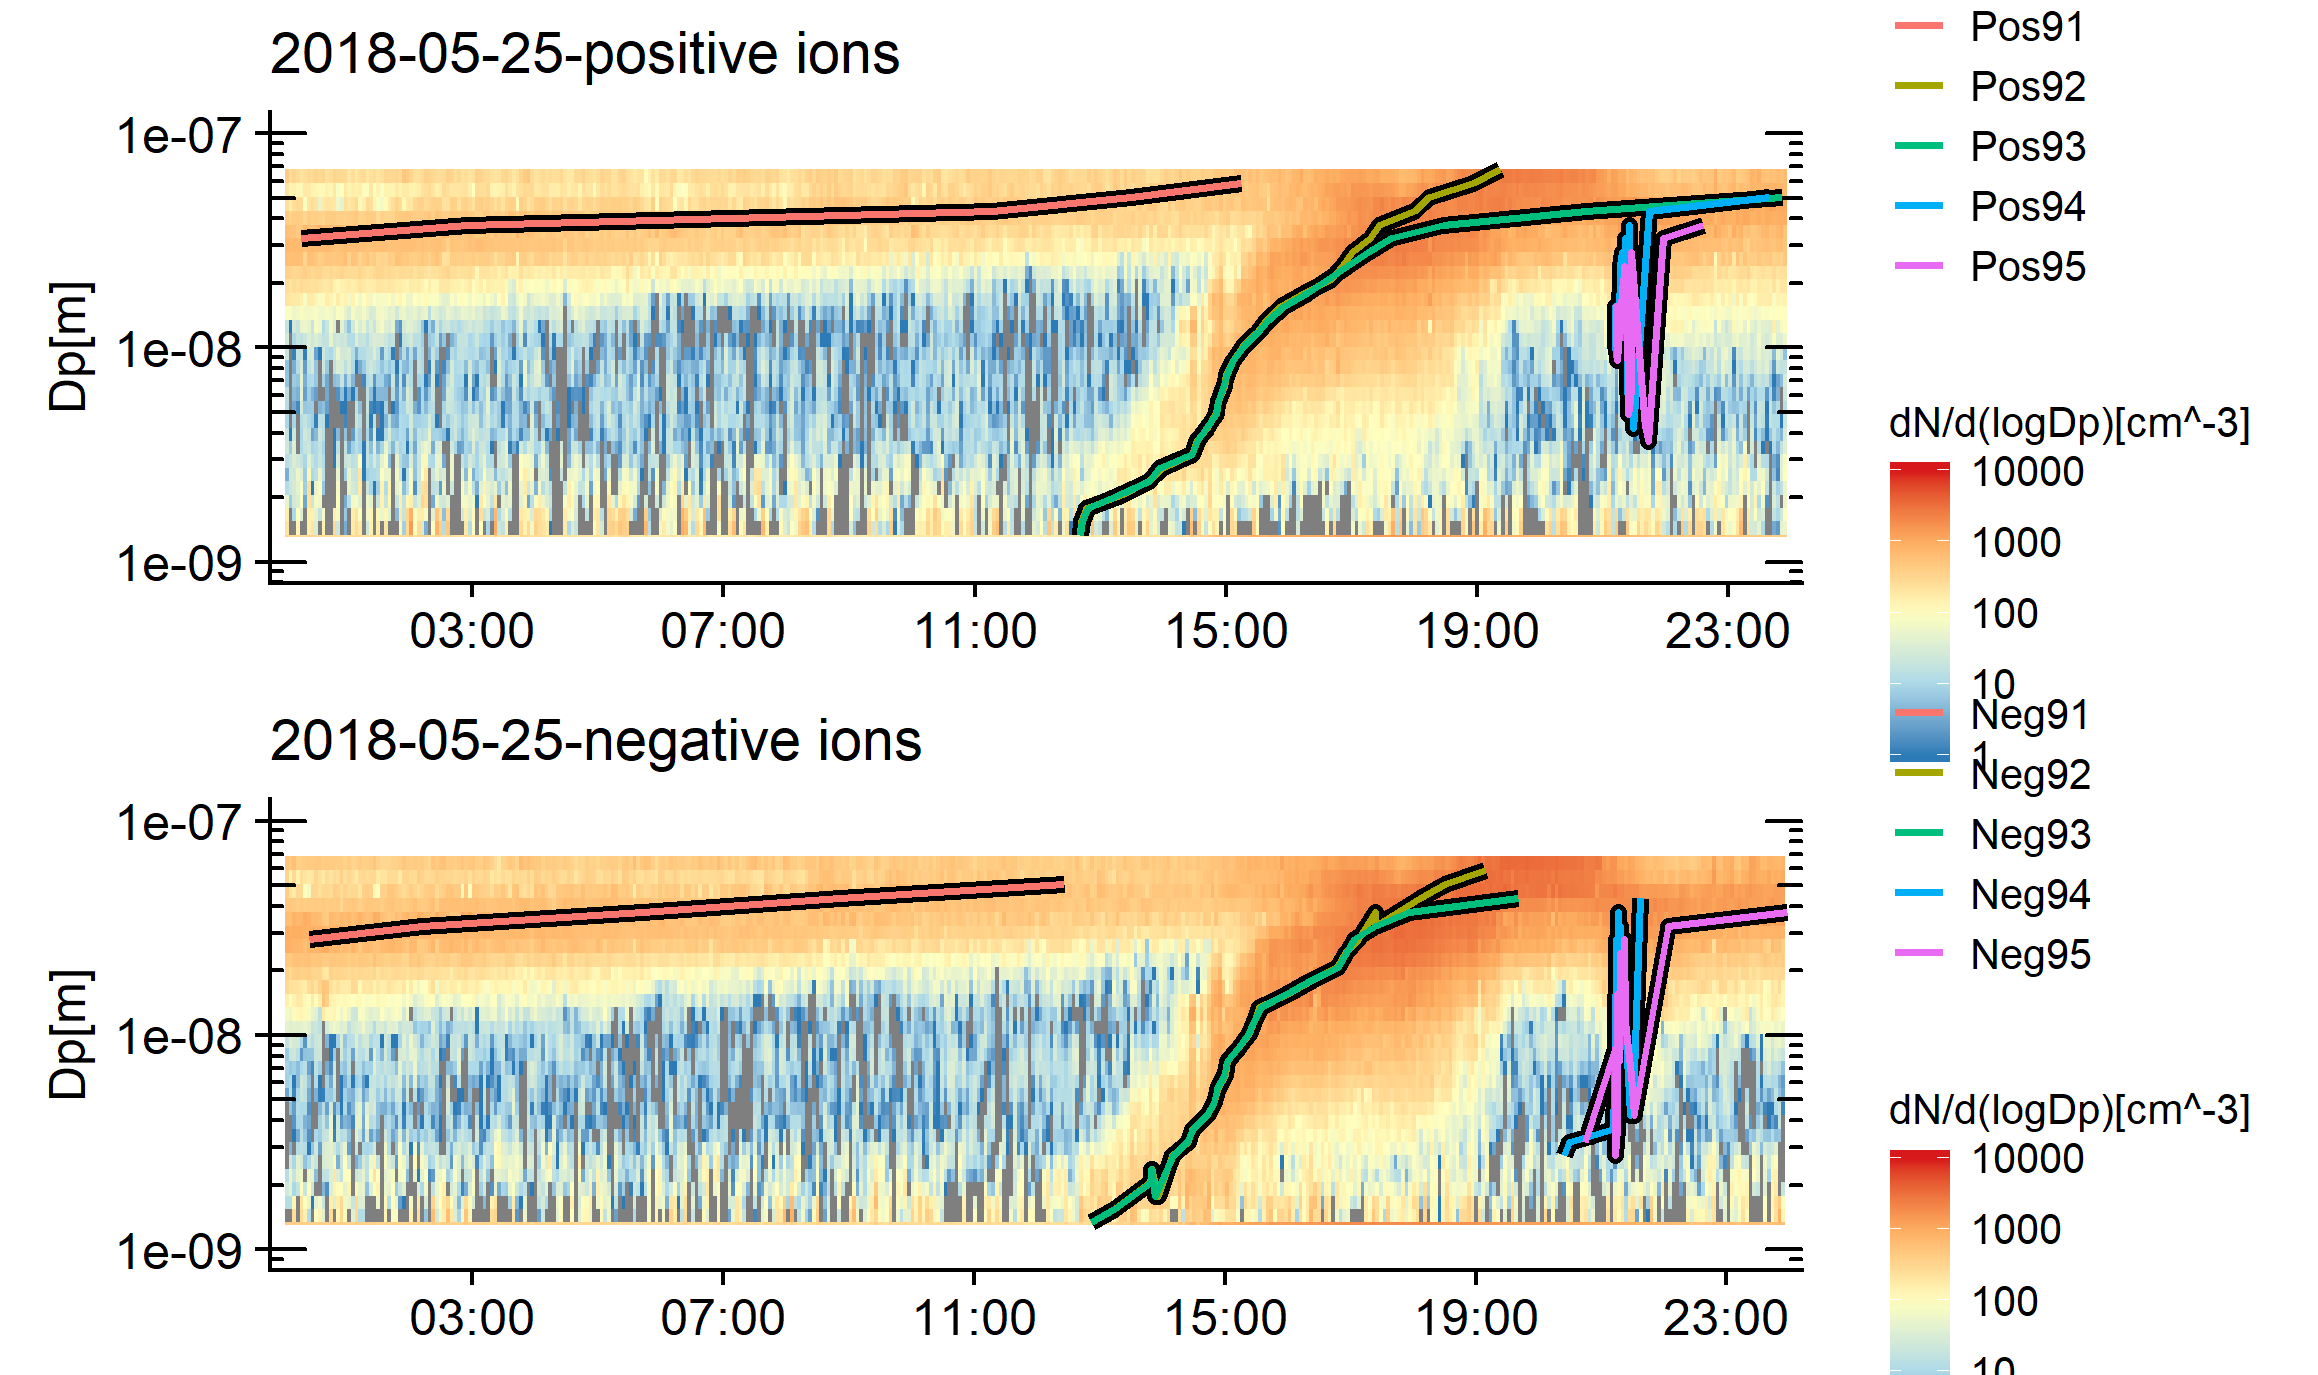 2018-05-25-positive ions
Dp[m]
1e-07
1e-08
1e-09
03:00 07:00 11:00 15:00 19:00 23:00
Pos91
Pos92
Pos93
Pos94
Pos95
dN/d(logDp)[cm^-3]
10000
1000
100
10
1
2018-05-25-negative ions
Dp[m]
1e-07
1e-08
1e-09
03:00 07:00 11:00 15:00 19:00 23:00
Neg91
Neg92
Neg93
Neg94
Neg95
dN/d(logDp)[cm^-3]
10000
1000
100
10